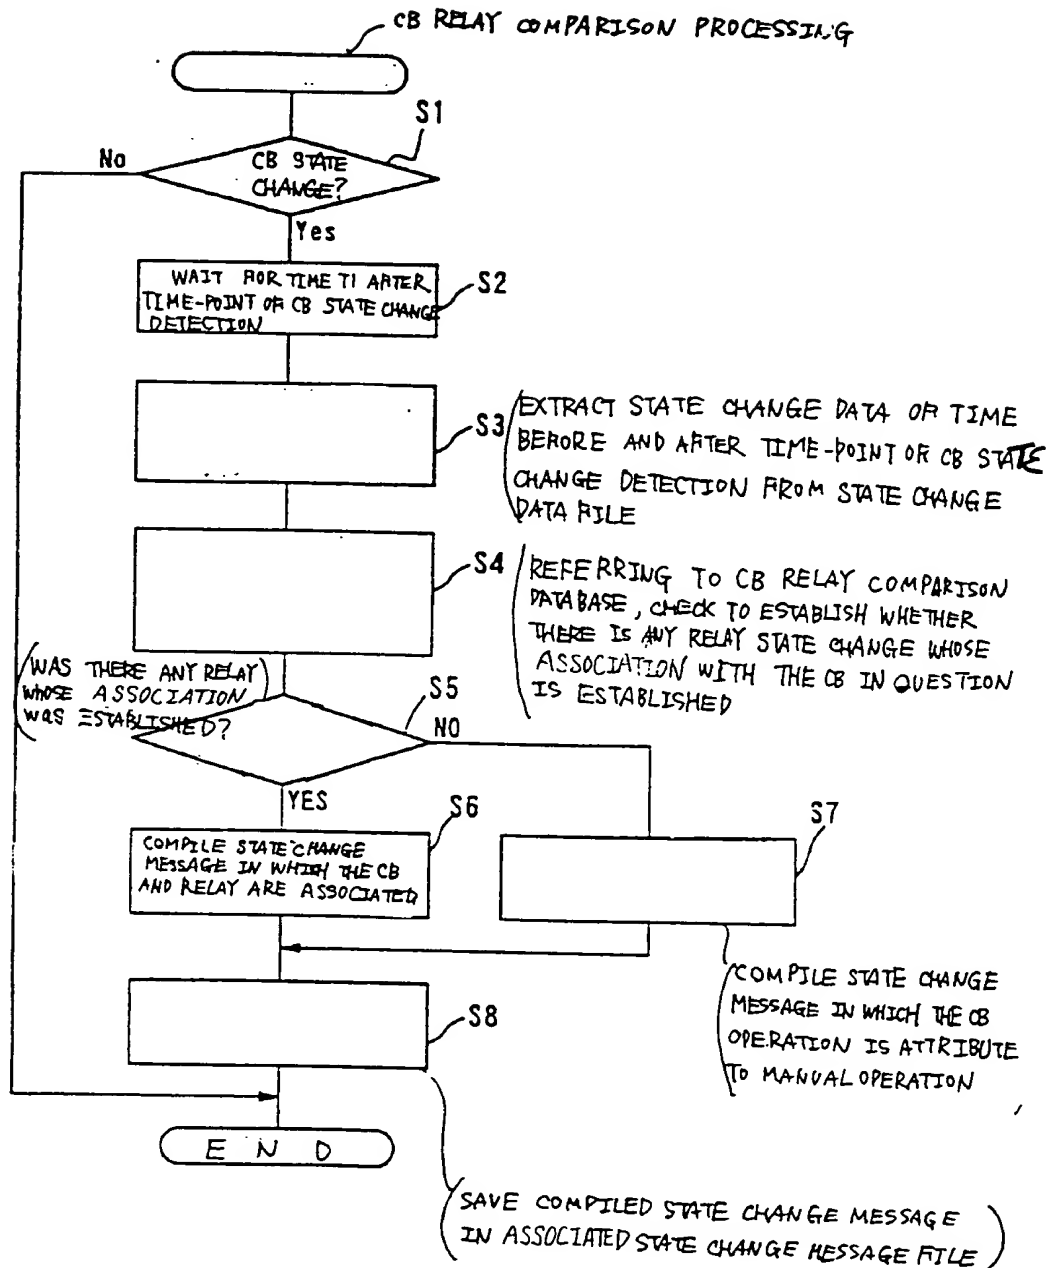 CB RELAY COMPARISON PROCESSING
S1
No
CB STATE
CHANGE?
Yes
WAIT FOR TIME T1 AFTER
TIME-POINT OF CB STATE CHANGE
DETECTION
S2
S3
EXTRACT STATE CHANGE DATA OF TIME
BEFORE AND AFTER TIME-POINT OF CB STATE
CHANGE DETECTION FROM STATE CHANGE
DATA FILE
S4
REFERRING TO CB RELAY COMPARISON
DATABASE, CHECK TO ESTABLISH WHETHER
THERE IS ANY RELAY STATE CHANGE WHOSE
ASSOCIATION WITH THE CB IN QUESTION
IS ESTABLISHED
WAS THERE ANY RELAY
WHOSE ASSOCIATION
WAS ESTABLISHED?
S5
NO
YES
S6
COMPILE STATE CHANGE
MESSAGE IN WHICH THE CB
AND RELAY ARE ASSOCIATED
S7
COMPILE STATE CHANGE
MESSAGE IN WHICH THE CB
OPERATION IS ATTRIBUTE
TO MANUAL OPERATION
S8
END
SAVE COMPILED STATE CHANGE MESSAGE
IN ASSOCIATED STATE CHANGE MESSAGE FILE